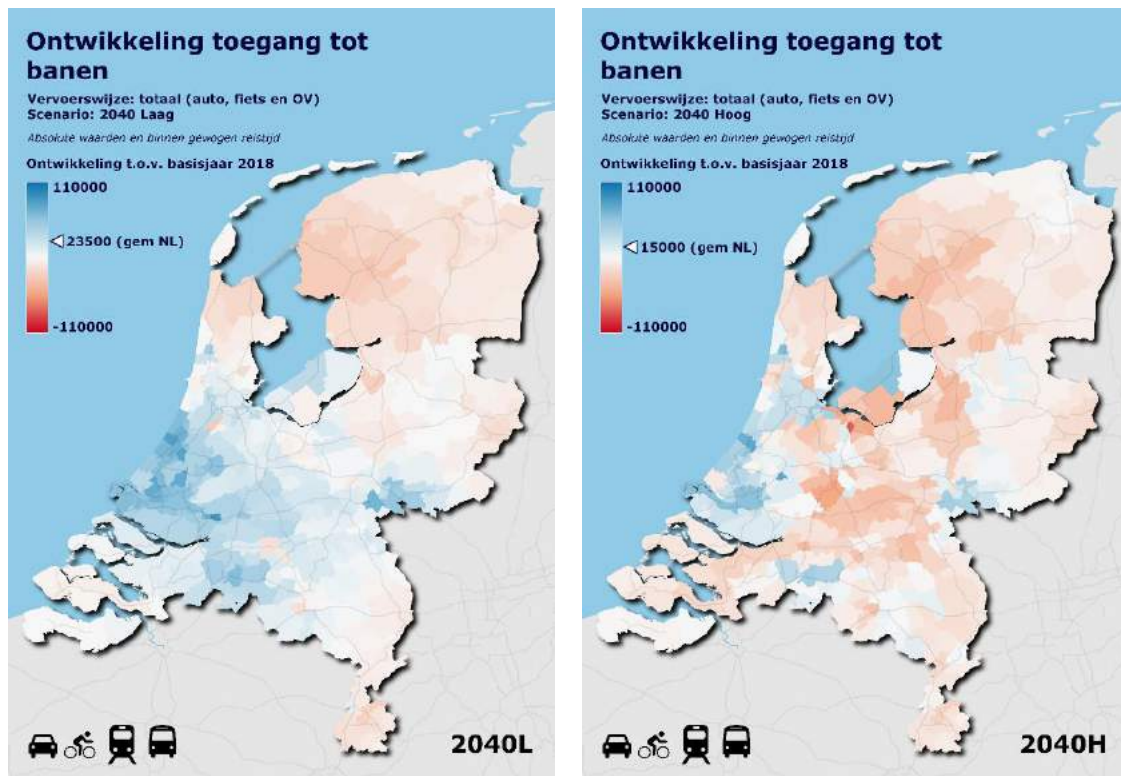 Ontwikkeling toegang tot
banen
Vervoerswijze: totaal (auto, fiets en OV)
Scenario: 2040 Laag
Absolute waarden en binnen gewogen reistijd
Ontwikkeling t.o.v. basisjaar 2018
110000
23500 (gem NL)
-110000
2040L
Ontwikkeling toegang tot
banen
Vervoerswijze: totaal (auto, fiets en OV)
Scenario: 2040 Hoog
Absolute waarden en binnen gewogen reistijd
Ontwikkeling t.o.v. basisjaar 2018
110000
15000 (gem NL)
-110000
2040H